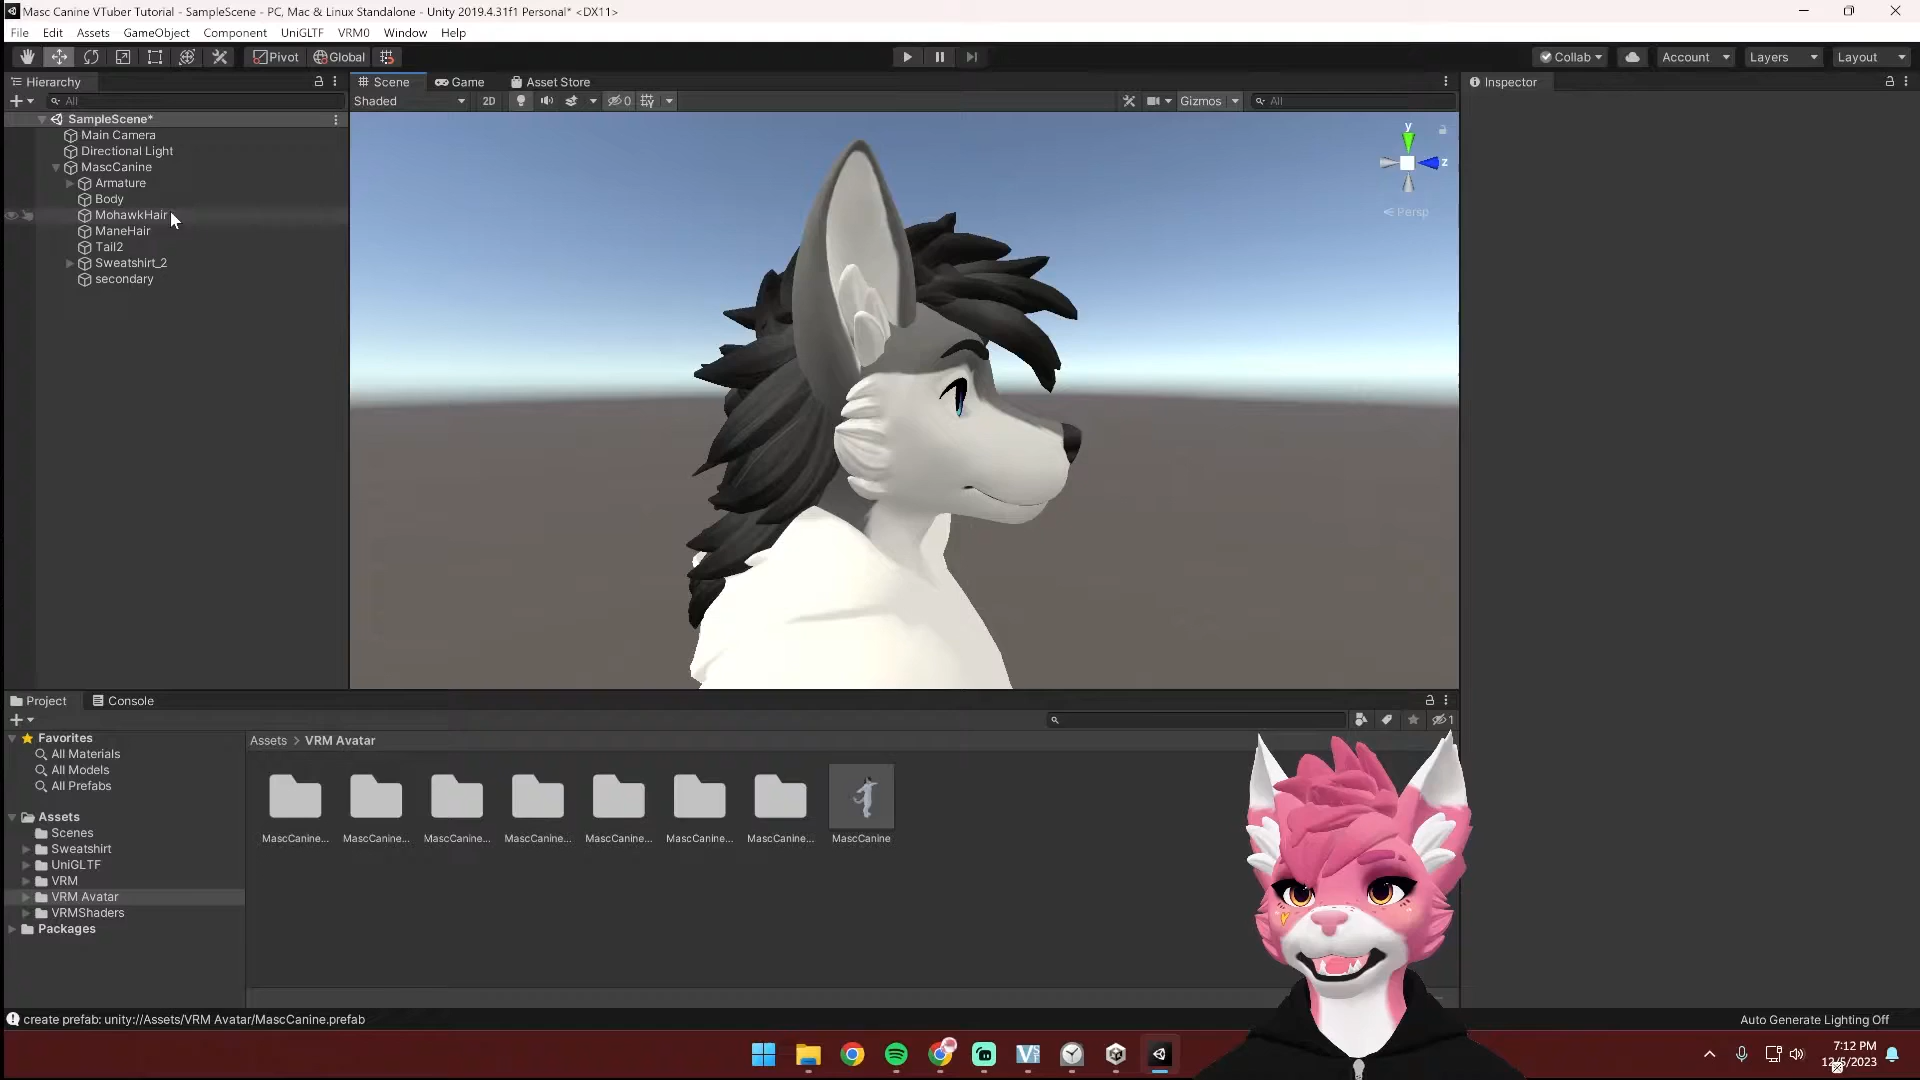 Masc Canine VTuber Tutorial - SampleScene - PC, Mac & Linux Standalone - Unity 2019.4.31f1 Personal* <DX11>
File Edit Assets GameObject Component UniGLTF VRM0 Window Help
Pivot Global Collab Account Layers Layout
Hierarchy Scene Game Asset Store Inspector
All Shaded 2D 0 Gizmos All
SampleScene*
Main Camera
Directional Light
MascCanine
Armature
Body
MohawkHair
ManeHair
Tail2
Sweatshirt_2
secondary
y
z
Persp
Project Console
1
Favorites
All Materials
All Models
All Prefabs
Assets
Scenes
Sweatshirt
UniGLTF
VRM
VRM Avatar
VRMShaders
Packages
Assets > VRM Avatar
MascCanine... MascCanine... MascCanine... MascCanine... MascCanine... MascCanine... MascCanine... MascCanine
create prefab: unity://Assets/VRM Avatar/MascCanine.prefab
Auto Generate Lighting Off
7:12 PM
12/5/2023